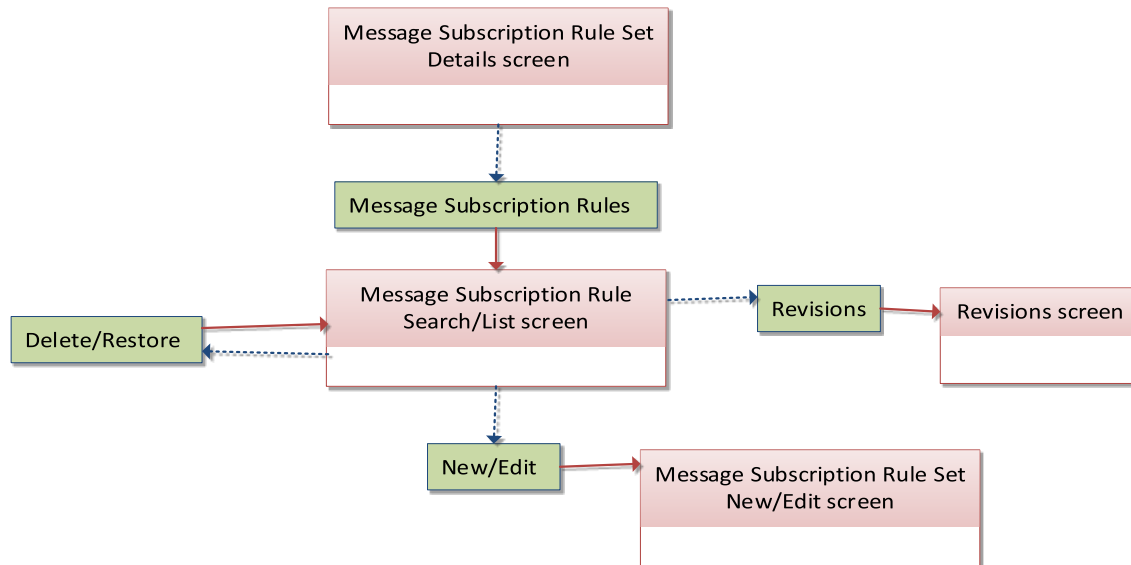 Message Subscription Rule Set
Details screen
Message Subscription Rules
Message Subscription Rule
Search/List screen
Revisions
Revisions screen
Delete/Restore
New/Edit
Message Subscription Rule Set
New/Edit screen